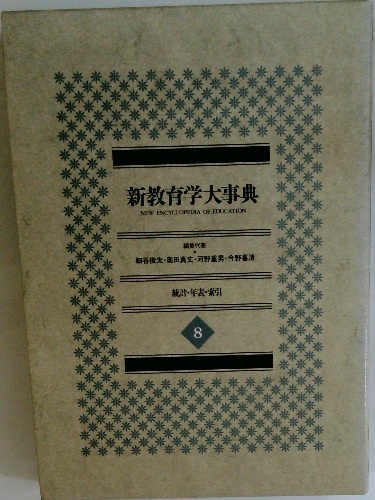 新教育学大事典
NEW ENCYCLOPEDIA OF EDUCATION
編集代表
細谷俊夫・奥田真丈・河野重男・今野喜清
統計・年表・索引
8